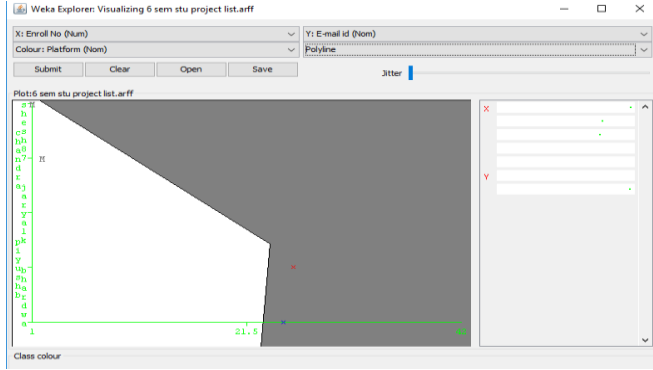 Weka Explorer: Visualizing 6 sem stu project list.arff
X: Enroll No (Num)
Y: E-mail id (Nom)
Colour: Platform (Nom)
Polyline
Submit Clear Open Save
Jitter
Plot:6 sem stu project list.arff
X
Y
1 21.5 42
Class colour